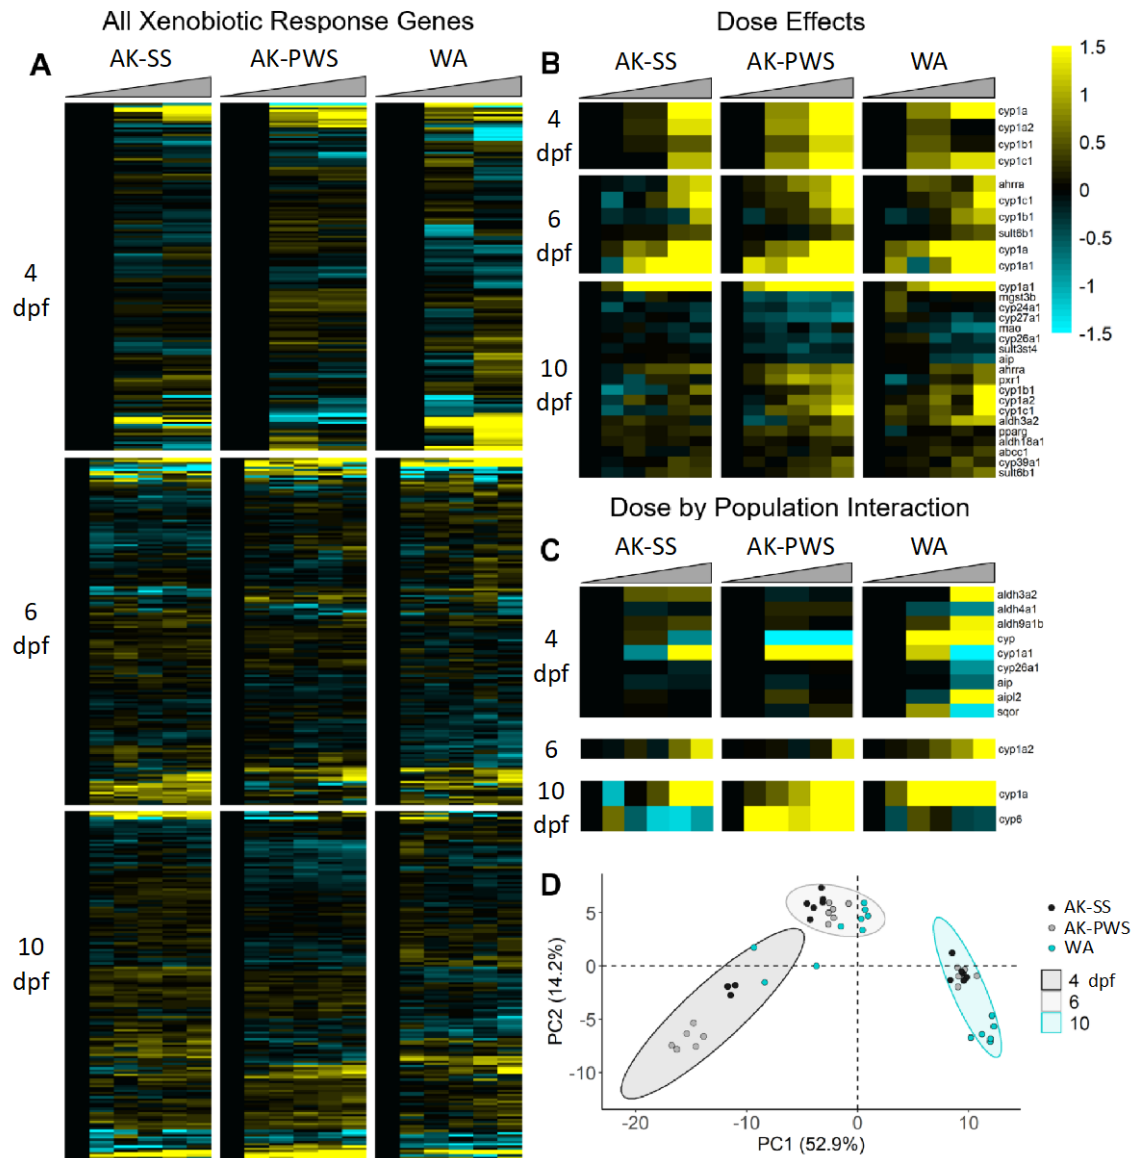 All Xenobiotic Response Genes
A
AK-SS
AK-PWS
WA
4
dpf
6
dpf
10
dpf
Dose Effects
B
AK-SS
AK-PWS
WA
4
dpf
cyp1a
cyp1a2
cyp1b1
cyp1c1
6
dpf
ahrra
cyp1c1
cyp1b1
sult6b1
cyp1a
cyp1a1
10
dpf
cyp1a1
mgst3b
cyp24a1
cyp27a1
mao
cyp26a1
sult3st4
aip
ahrra
pxr1
cyp1b1
cyp1a2
cyp1c1
aldh3a2
pparg
aldh18a1
abcc1
cyp39a1
sult6b1
1.5
1
0.5
0
-0.5
-1
-1.5
Dose by Population Interaction
C
AK-SS
AK-PWS
WA
4
dpf
aldh3a2
aldh4a1
aldh9a1b
cyp
cyp1a1
cyp26a1
aip
aipl2
sqor
6
cyp1a2
10
dpf
cyp1a
cyp6
D
PC2 (14.2%)
5
0
-5
-10
-20
-10
0
10
PC1 (52.9%)
AK-SS
AK-PWS
WA
4 dpf
6
10